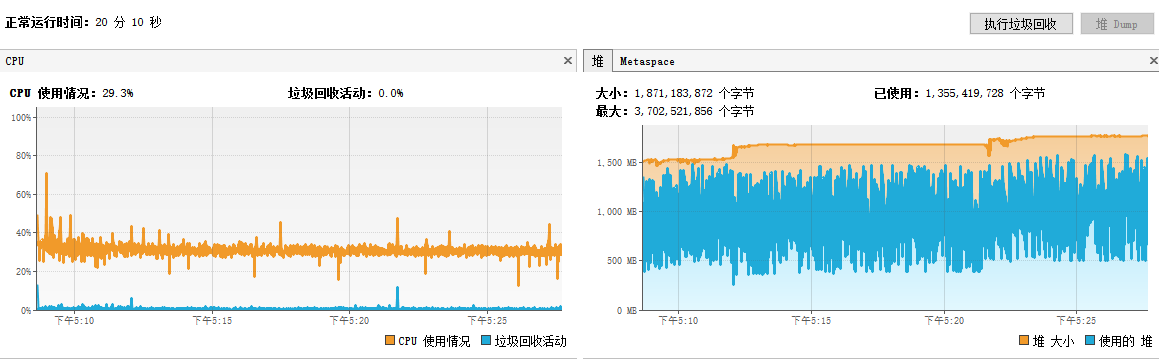 正常运行时间：20 分 10 秒
执行垃圾回收
堆 Dump
CPU
CPU 使用情况：29.3%
垃圾回收活动：0.0%
100%
80%
60%
40%
20%
0%
下午5:10
下午5:15
下午5:20
下午5:25
CPU 使用情况
垃圾回收活动
堆
Metaspace
大小：1,871,183,872 个字节
已使用：1,355,419,728 个字节
最大：3,702,521,856 个字节
1,500 MB
1,000 MB
500 MB
0 MB
下午5:10
下午5:15
下午5:20
下午5:25
堆 大小
使用的 堆